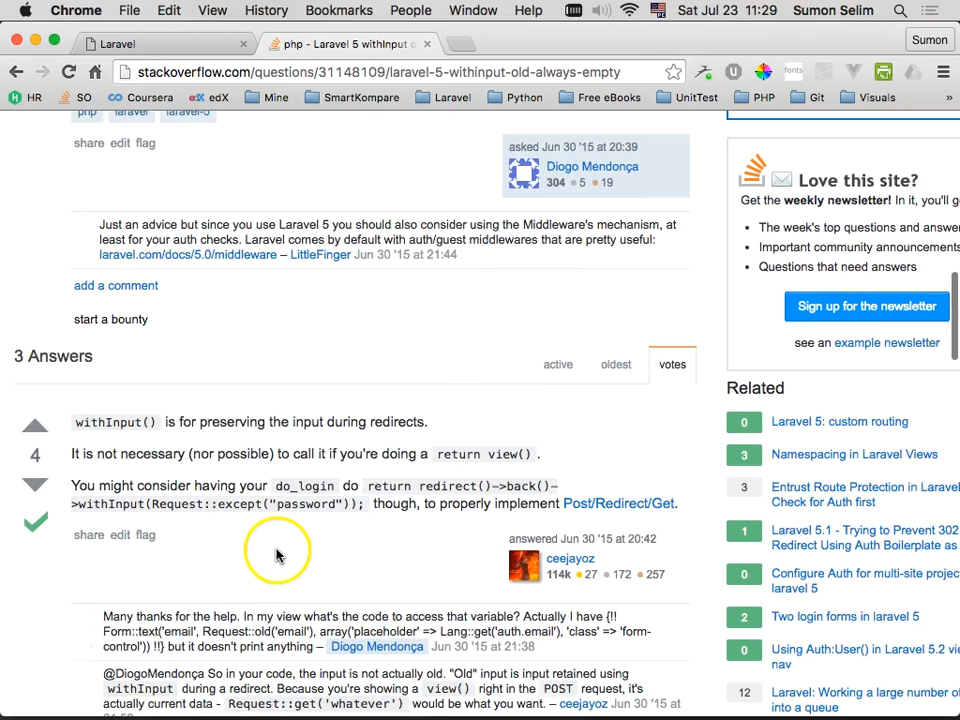 Chrome File Edit View History Bookmarks People Window Help Sat Jul 23 11:29 Sumon Selim
Laravel × php - Laravel 5 withInput o × Sumon
stackoverflow.com/questions/31148109/laravel-5-withinput-old-always-empty
HR SO Coursera edX Mine SmartKompare Laravel Python Free eBooks UnitTest PHP Git Visuals »
php laravel laravel-5
share edit flag
asked Jun 30 '15 at 20:39
Diogo Mendonça
304 5 19
Just an advice but since you use Laravel 5 you should also consider using the Middleware's mechanism, at
least for your auth checks. Laravel comes by default with auth/guest middlewares that are pretty useful:
laravel.com/docs/5.0/middleware – LittleFinger Jun 30 '15 at 21:44
add a comment
start a bounty
3 Answers
active oldest votes
4
withInput() is for preserving the input during redirects.
It is not necessary (nor possible) to call it if you're doing a return view() .
You might consider having your do_login do return redirect()->back()-
>withInput(Request::except("password")); though, to properly implement Post/Redirect/Get.
share edit flag
answered Jun 30 '15 at 20:42
ceejayoz
114k 27 172 257
Many thanks for the help. In my view what's the code to access that variable? Actually I have {!!
Form::text('email', Request::old('email'), array('placeholder' => Lang::get('auth.email'), 'class' => 'form-
control')) !!} but it doesn't print anything – Diogo Mendonça Jun 30 '15 at 21:38
@DiogoMendonça So in your code, the input is not actually old. "Old" input is input retained using
withInput during a redirect. Because you're showing a view() right in the POST request, it's
actually current data - Request::get('whatever') would be what you want. – ceejayoz Jun 30 '15 at
Love this site?
Get the weekly newsletter! In it, you'll g
The week's top questions and answe
Important community announcements
Questions that need answers
Sign up for the newsletter
see an example newsletter
Related
0 Laravel 5: custom routing
3 Namespacing in Laravel Views
3 Entrust Route Protection in Laravel
Check for Auth first
1 Laravel 5.1 - Trying to Prevent 302
Redirect Using Auth Boilerplate as
0 Configure Auth for multi-site projec
laravel 5
2 Two login forms in laravel 5
0 Using Auth:User() in Laravel 5.2 vie
nav
12 Laravel: Working a large number o
into a queue